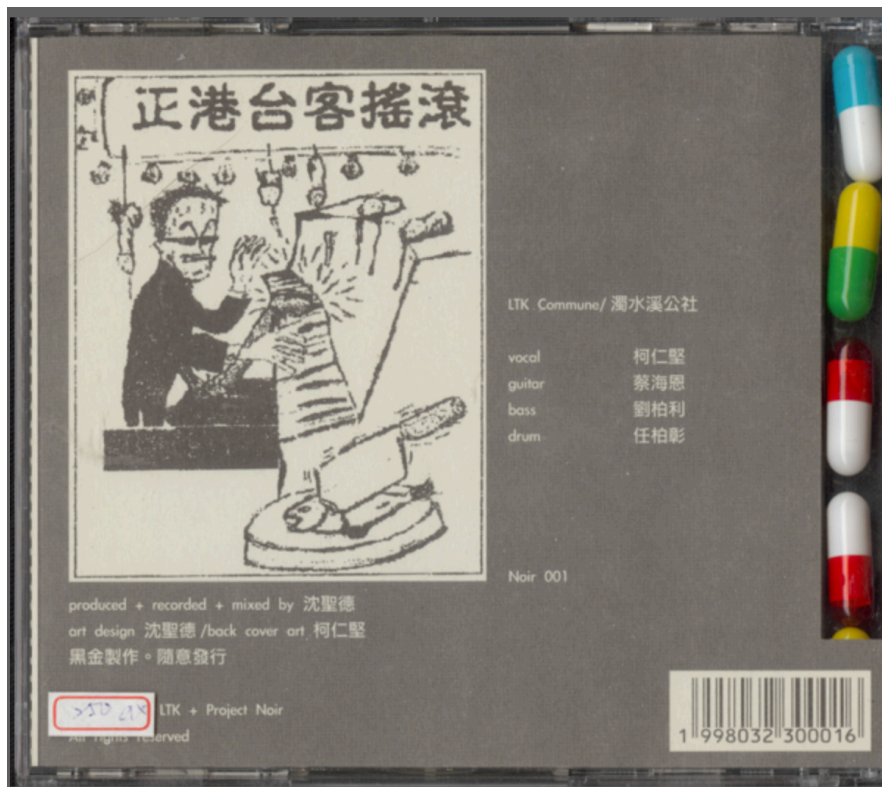 正港台客搖滾
LTK Commune/ 濁水溪公社
vocal 柯仁堅
guitar 蔡海恩
bass 劉柏利
drum 任柏彰
Noir 001
produced + recorded + mixed by 沈聖德
art design 沈聖德 /back cover art 柯仁堅
黑金製作。隨意發行
LTK + Project Noir
All rights reserved
1 998032 300016